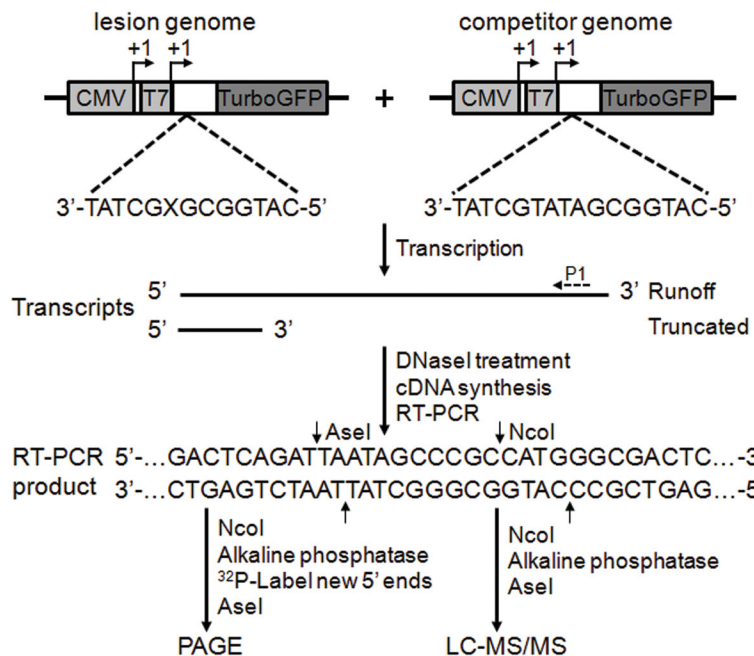 lesion genome
competitor genome
+1 +1 +1 +1
CMV T7 TurboGFP + CMV T7 TurboGFP
3’-TATCGXGCGGTAC-5’ 3’-TATCGTATAGCGGTAC-5’
Transcription
P1
5’ 3’ Runoff
Transcripts
5’ 3’ Truncated
DNaseI treatment
cDNA synthesis
RT-PCR
AseI NcoI
RT-PCR 5’-...GACTCAGATTAATAGCCCGCCATGGGCGACTC...-3
product 3’-CTGAGTCTAATTATCGGGCGGTACCCGCTGAG...-5
NcoI
Alkaline phosphatase
³²P-Label new 5’ ends
AseI
NcoI
Alkaline phosphatase
AseI
PAGE
LC-MS/MS